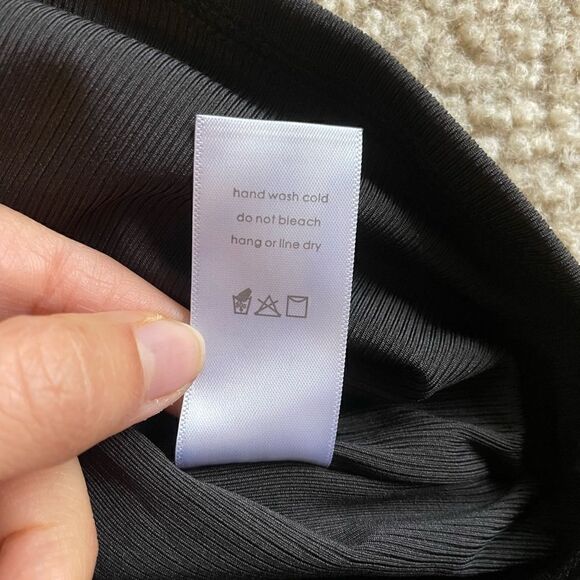 hand wash cold
do not bleach
hang or line dry